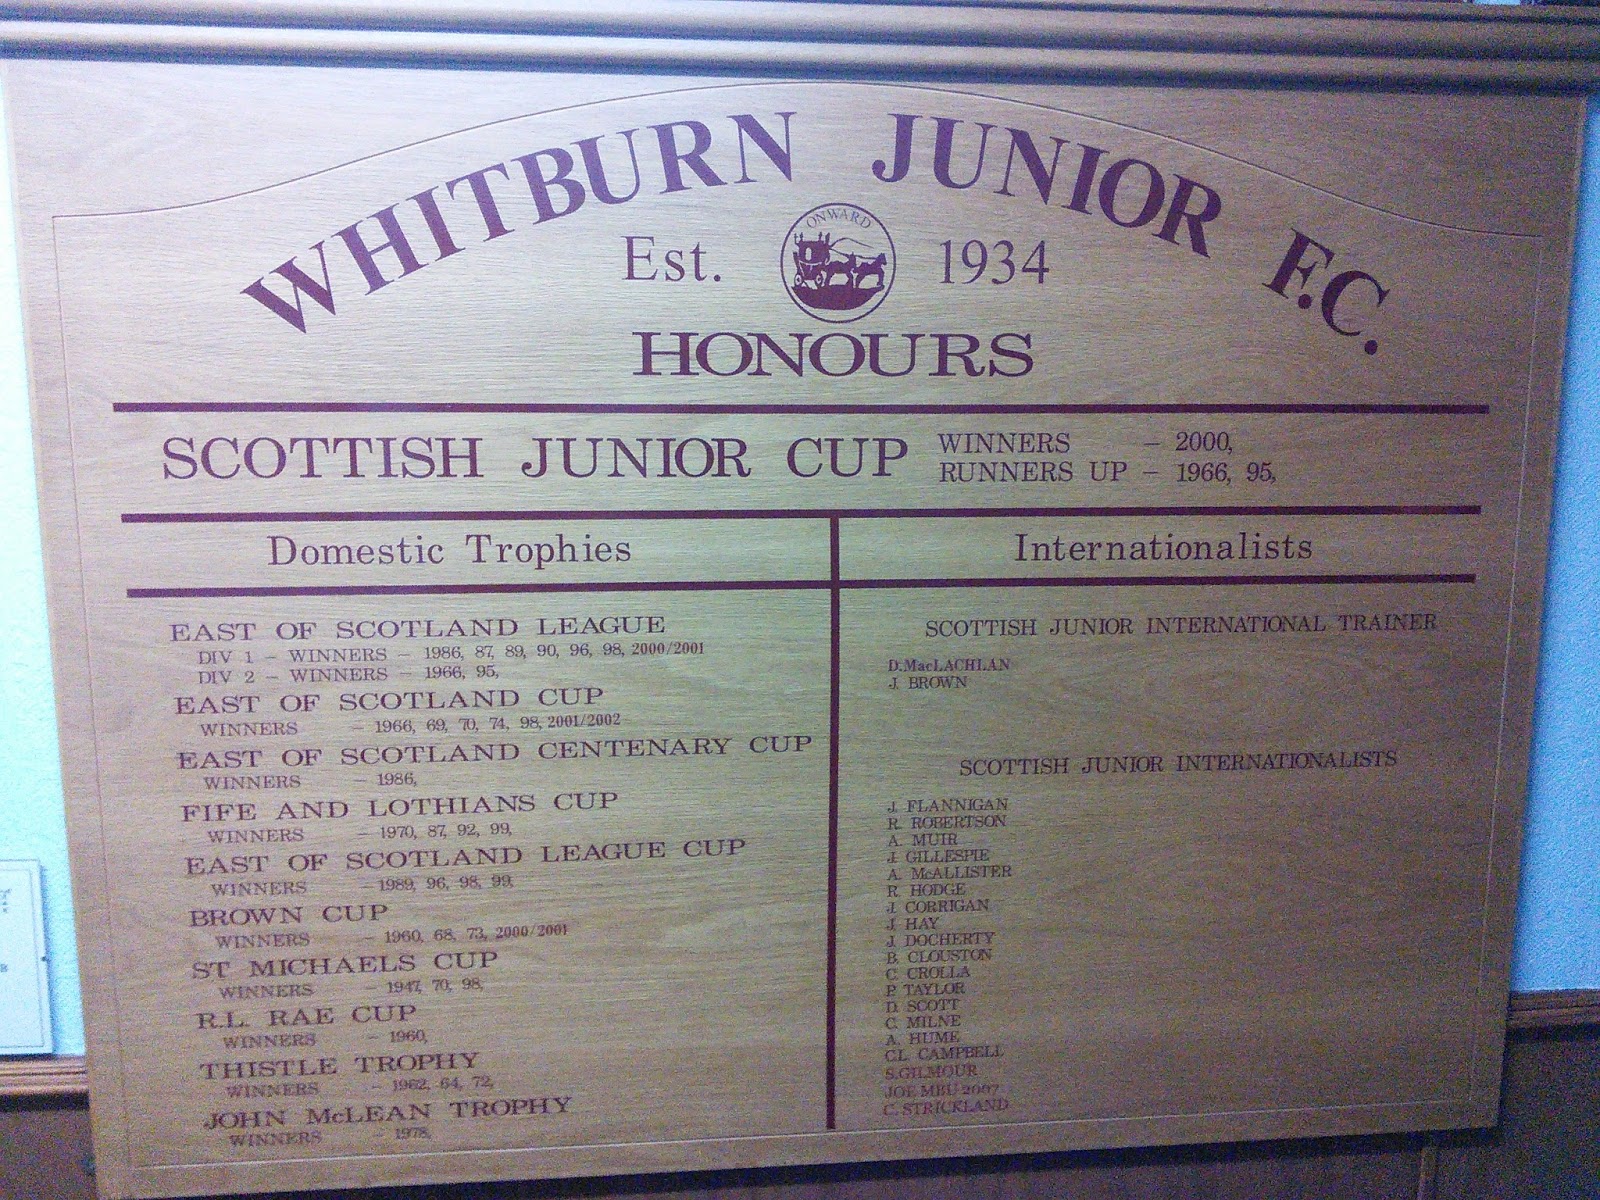 WHITBURN JUNIOR F.C.
Est. ONWARD 1934
HONOURS
SCOTTISH JUNIOR CUP
WINNERS – 2000,
RUNNERS UP – 1966, 95,
Domestic Trophies
EAST OF SCOTLAND LEAGUE
DIV 1 – WINNERS – 1986, 87, 89, 90, 96, 98, 2000/2001
DIV 2 – WINNERS – 1966, 95,
EAST OF SCOTLAND CUP
WINNERS – 1966, 69, 70, 74, 98, 2001/2002
EAST OF SCOTLAND CENTENARY CUP
WINNERS – 1986,
FIFE AND LOTHIANS CUP
WINNERS – 1970, 87, 92, 99,
EAST OF SCOTLAND LEAGUE CUP
WINNERS – 1989, 96, 98, 99,
BROWN CUP
WINNERS – 1960, 68, 73, 2000/2001
ST MICHAELS CUP
WINNERS – 1947, 70, 98,
R.L. RAE CUP
WINNERS – 1960,
THISTLE TROPHY
WINNERS – 1962, 64, 72,
JOHN McLEAN TROPHY
WINNERS – 1978,
Internationalists
SCOTTISH JUNIOR INTERNATIONAL TRAINER
D.MacLACHLAN
J. BROWN
SCOTTISH JUNIOR INTERNATIONALISTS
J. FLANNIGAN
R. ROBERTSON
A. MUIR
J. GILLESPIE
A. McALLISTER
R. HODGE
J. CORRIGAN
J. HAY
J. DOCHERTY
B. CLOUSTON
C. CROLLA
P. TAYLOR
D. SCOTT
C. MILNE
A. HUME
C.L. CAMPBELL
S.GILMOUR
JOE MBU 2007
C. STRICKLAND